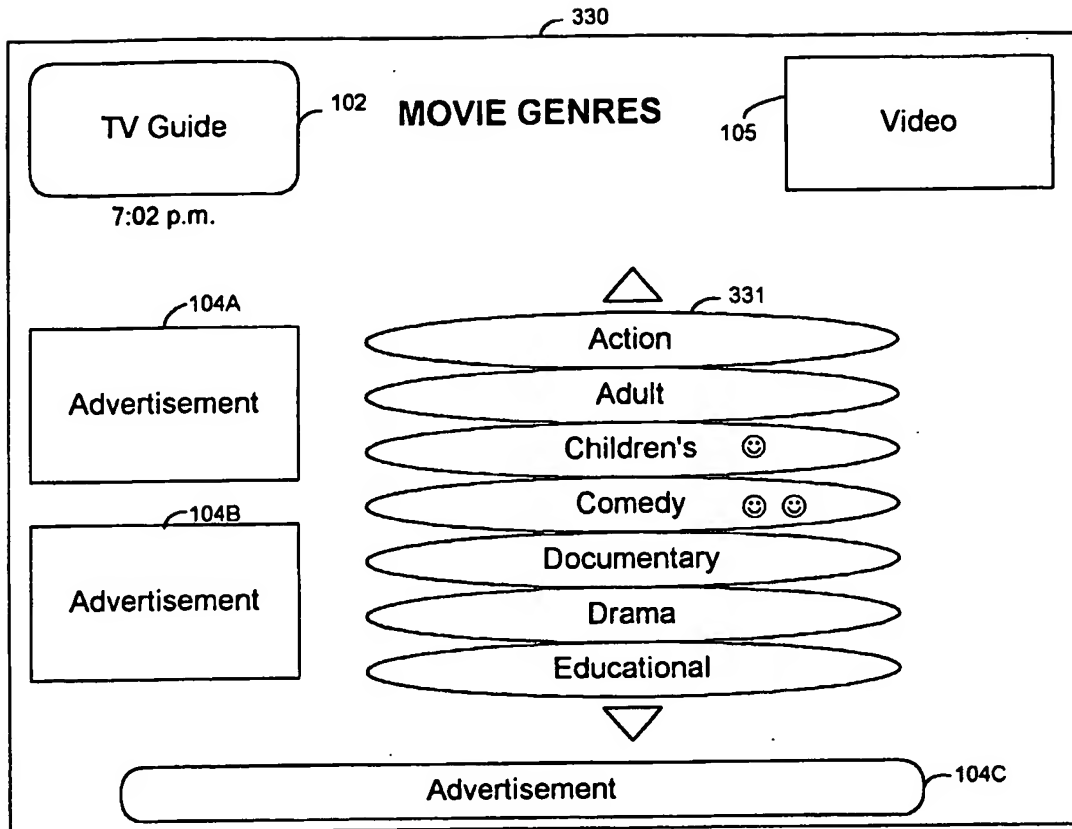 330
TV Guide
102
MOVIE GENRES
105
Video
7:02 p.m.
104A
Advertisement
104B
Advertisement
331
Action
Adult
Children's ☺
Comedy ☺ ☺
Documentary
Drama
Educational
Advertisement
104C